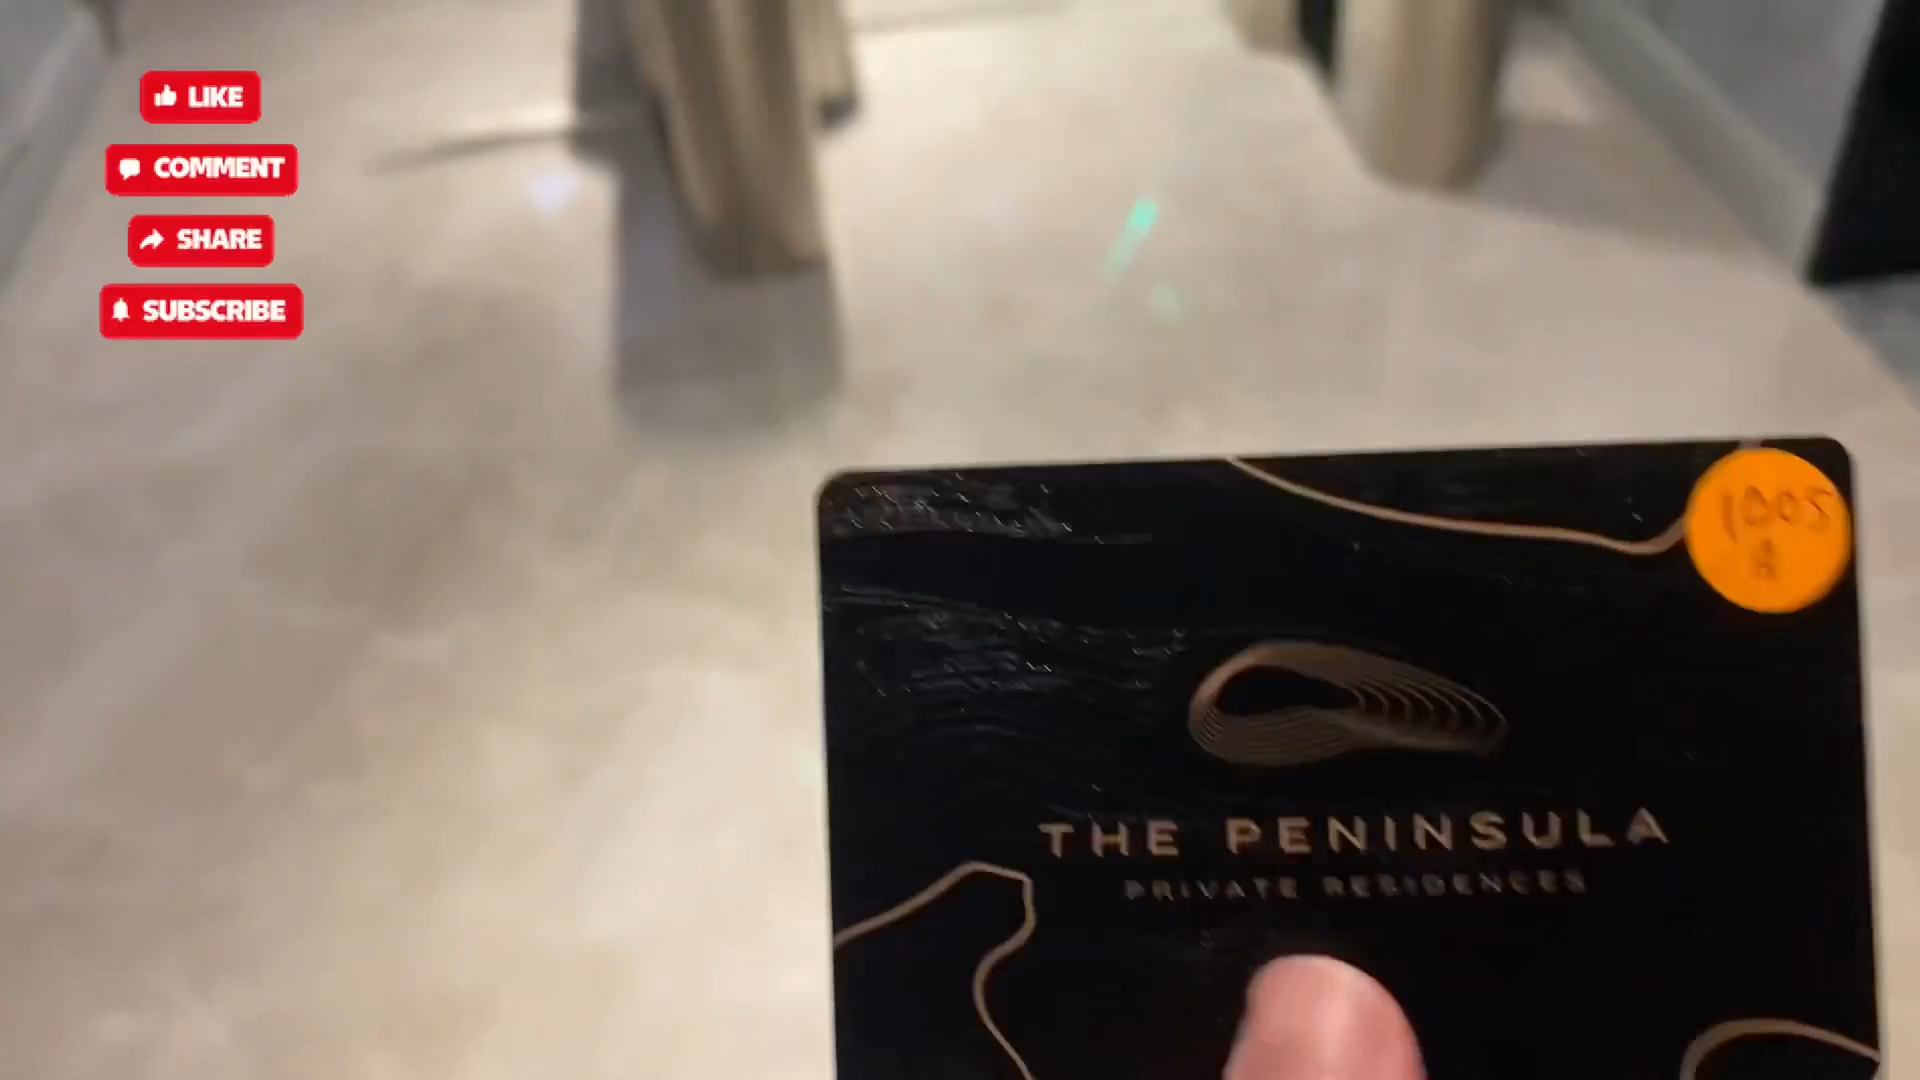 LIKE
COMMENT
SHARE
SUBSCRIBE
1005
A
THE PENINSULA
PRIVATE RESIDENCES